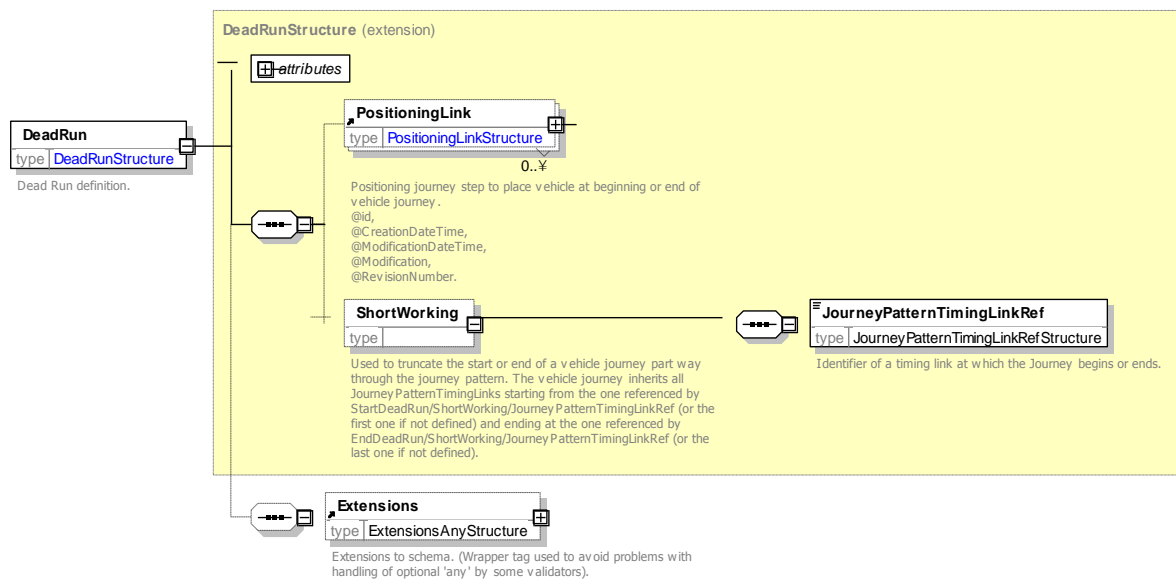 DeadRunStructure (extension)
attributes
DeadRun
type DeadRunStructure
Dead Run definition.
PositioningLink
type PositioningLinkStructure
0..¥
Positioning journey step to place vehicle at beginning or end of
vehicle journey.
@id,
@CreationDateTime,
@ModificationDateTime,
@Modification,
@RevisionNumber.
ShortWorking
type
Used to truncate the start or end of a vehicle journey part way
through the journey pattern. The vehicle journey inherits all
JourneyPatternTimingLinks starting from the one referenced by
StartDeadRun/ShortWorking/JourneyPatternTimingLinkRef (or the
first one if not defined) and ending at the one referenced by
EndDeadRun/ShortWorking/JourneyPatternTimingLinkRef (or the
last one if not defined).
JourneyPatternTimingLinkRef
type JourneyPatternTimingLinkRefStructure
Identifier of a timing link at which the Journey begins or ends.
Extensions
type ExtensionsAnyStructure
Extensions to schema. (Wrapper tag used to avoid problems with
handling of optional 'any' by some validators).